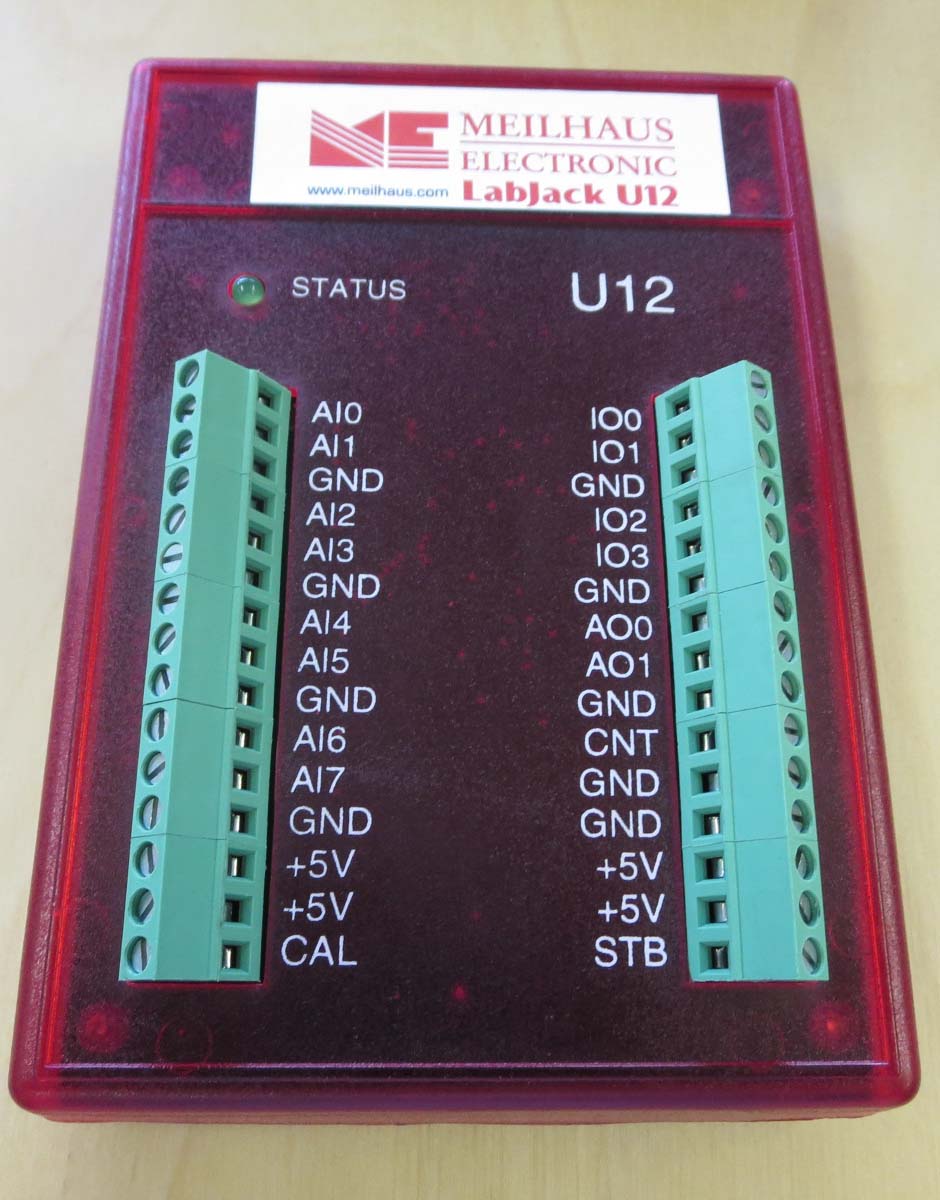 ME MEILHAUS
ELECTRONIC
www.meilhaus.com LabJack U12
STATUS U12
AI0
AI1
GND
AI2
AI3
GND
AI4
AI5
GND
AI6
AI7
GND
+5V
+5V
CAL
IO0
IO1
GND
IO2
IO3
GND
AO0
AO1
GND
CNT
GND
GND
+5V
+5V
STB